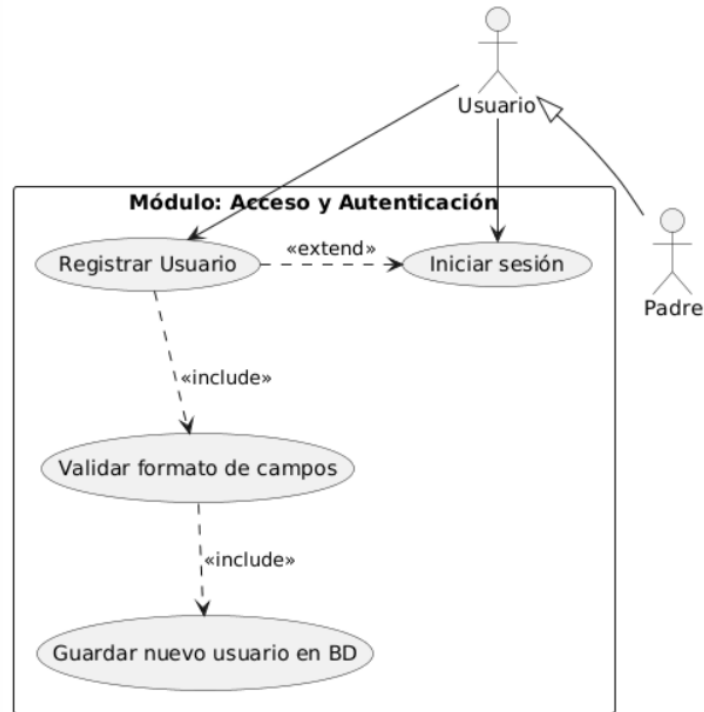 Usuario
Módulo: Acceso y Autenticación
Registrar Usuario
«extend»
Iniciar sesión
Padre
«include»
Validar formato de campos
«include»
Guardar nuevo usuario en BD